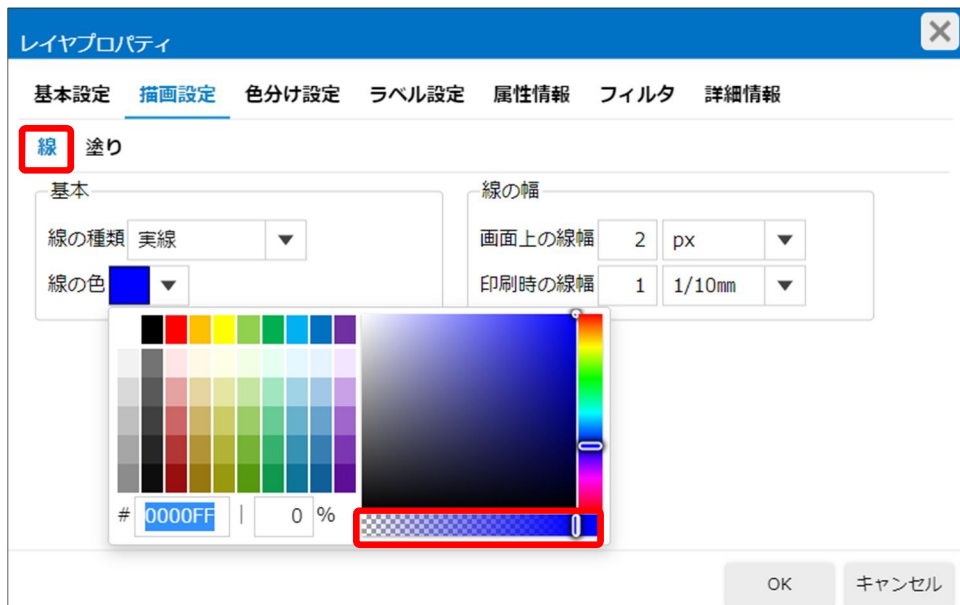 レイヤプロパティ
基本設定 描画設定 色分け設定 ラベル設定 属性情報 フィルタ 詳細情報
線 塗り
基本
線の種類 実線
線の色
線の幅
画面上の線幅 2 px
印刷時の線幅 1 1/10mm
# 0000FF | 0 %
OK キャンセル